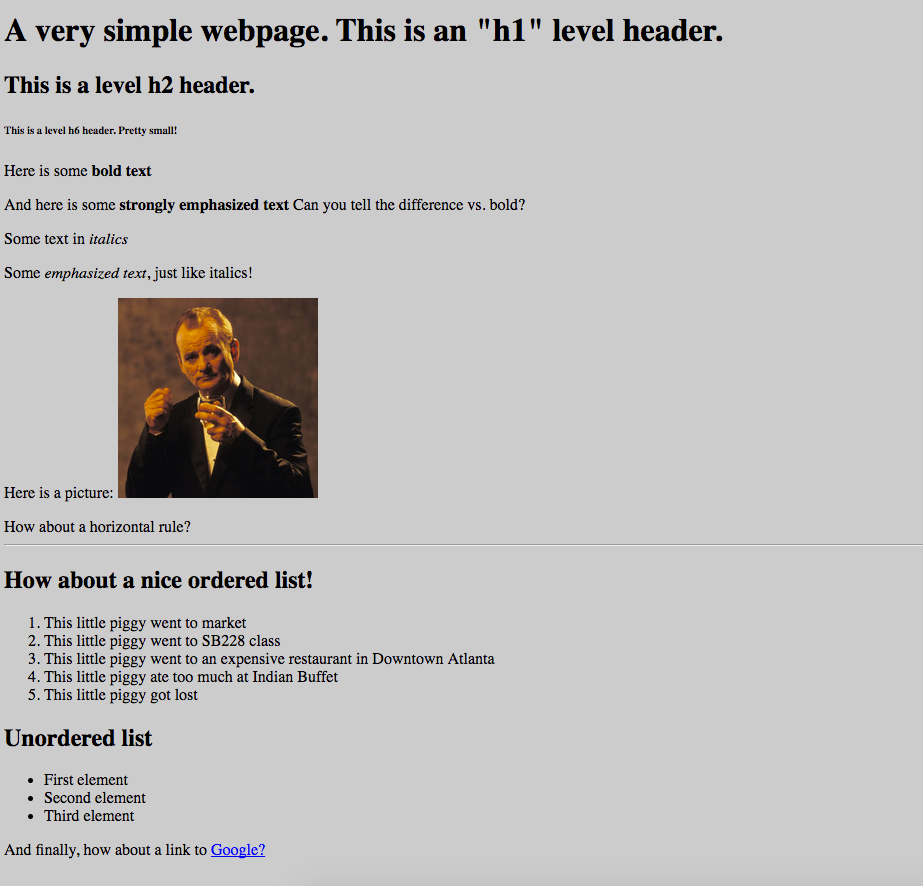 A very simple webpage. This is an "h1" level header.
This is a level h2 header.
This is a level h6 header. Pretty small!
Here is some bold text
And here is some strongly emphasized text Can you tell the difference vs. bold?
Some text in italics
Some emphasized text, just like italics!
Here is a picture:
How about a horizontal rule?
How about a nice ordered list!
1. This little piggy went to market
2. This little piggy went to SB228 class
3. This little piggy went to an expensive restaurant in Downtown Atlanta
4. This little piggy ate too much at Indian Buffet
5. This little piggy got lost
Unordered list
• First element
• Second element
• Third element
And finally, how about a link to Google?